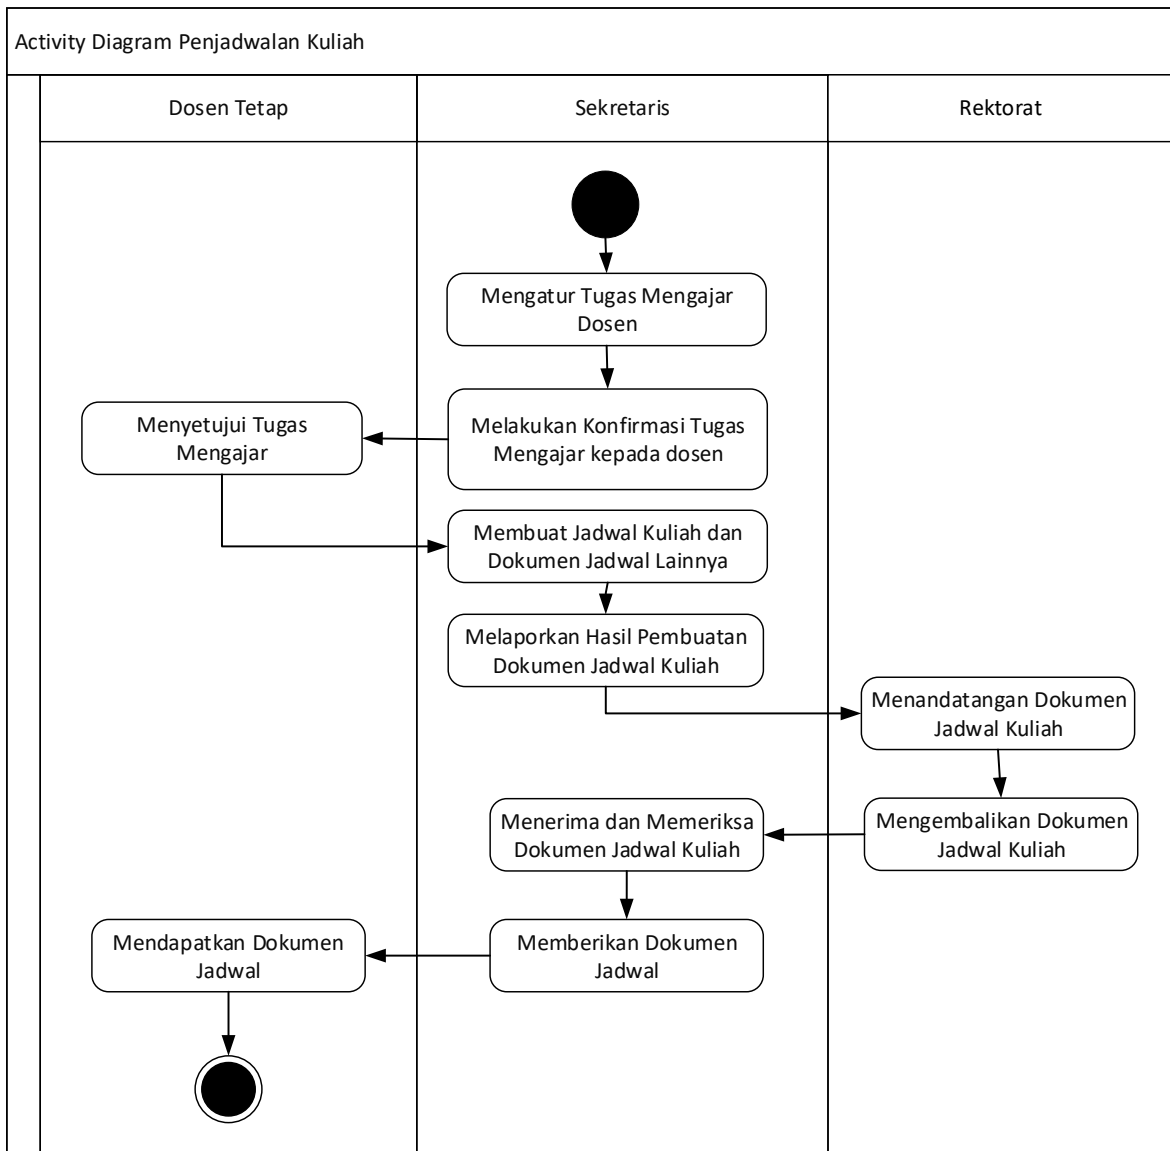 Activity Diagram Penjadwalan Kuliah
Dosen Tetap
Sekretaris
Rektorat
Mengatur Tugas Mengajar
Dosen
Melakukan Konfirmasi Tugas
Mengajar kepada dosen
Menyetujui Tugas
Mengajar
Membuat Jadwal Kuliah dan
Dokumen Jadwal Lainnya
Melaporkan Hasil Pembuatan
Dokumen Jadwal Kuliah
Menandatangan Dokumen
Jadwal Kuliah
Mengembalikan Dokumen
Jadwal Kuliah
Menerima dan Memeriksa
Dokumen Jadwal Kuliah
Memberikan Dokumen
Jadwal
Mendapatkan Dokumen
Jadwal